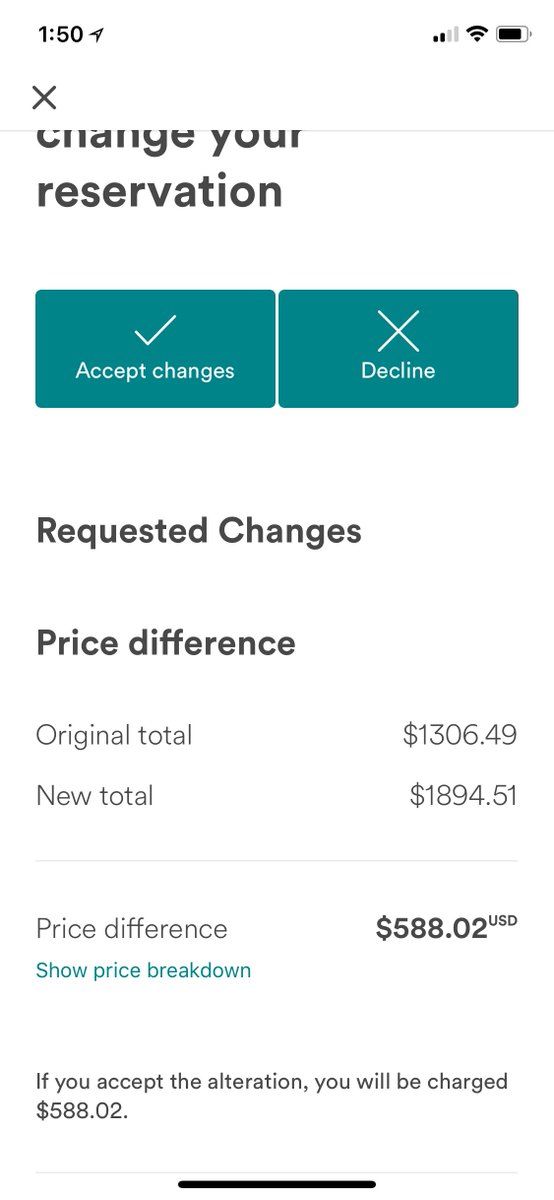 1:50
change your
reservation
Accept changes
Decline
Requested Changes
Price difference
Original total $1306.49
New total $1894.51
Price difference $588.02 USD
Show price breakdown
If you accept the alteration, you will be charged
$588.02.